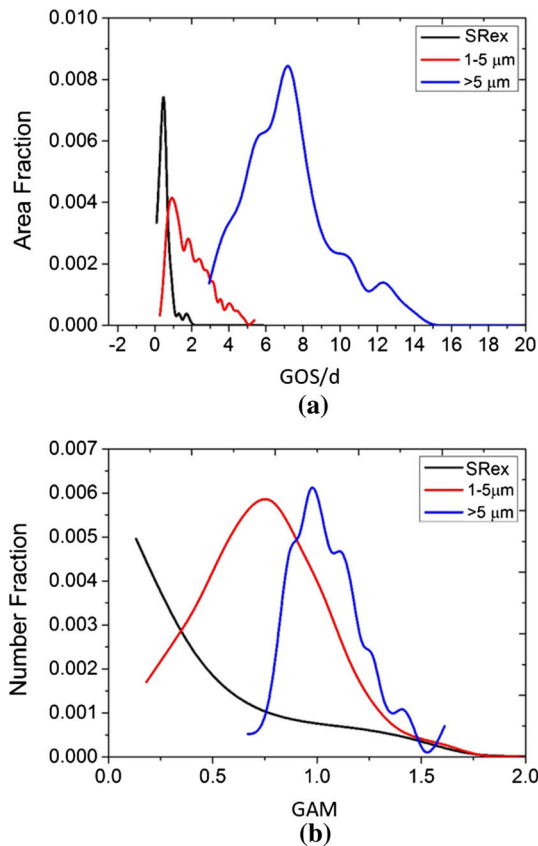 0.010
0.008
0.006
0.004
0.002
0.000
Area Fraction
SRex
1-5 μm
>5 μm
-2 0 2 4 6 8 10 12 14 16 18 20
GOS/d
(a)
0.007
0.006
0.005
0.004
0.003
0.002
0.001
0.000
Number Fraction
SRex
1-5μm
>5 μm
0.0 0.5 1.0 1.5 2.0
GAM
(b)